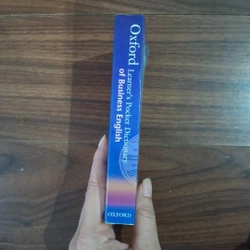 Oxford
Learner's Pocket Dictionary
of Business English
OXFORD